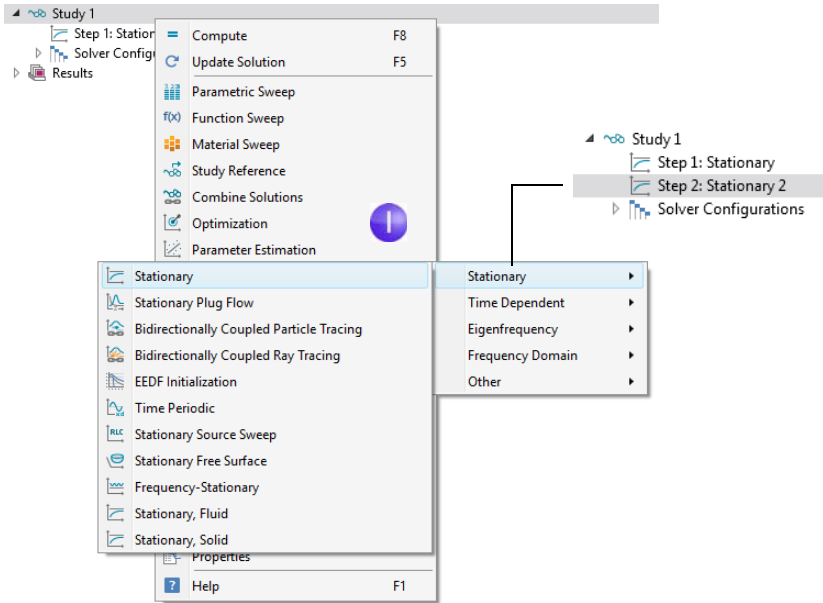 Study 1
Step 1: Station
Solver Config
Results
Compute F8
Update Solution F5
Parametric Sweep
f(x) Function Sweep
Material Sweep
Study Reference
Combine Solutions
Optimization
Parameter Estimation
I
Stationary
Stationary Plug Flow
Bidirectionally Coupled Particle Tracing
Bidirectionally Coupled Ray Tracing
EEDF Initialization
Time Periodic
RLC Stationary Source Sweep
Stationary Free Surface
Frequency-Stationary
Stationary, Fluid
Stationary, Solid
Properties
? Help F1
Stationary
Time Dependent
Eigenfrequency
Frequency Domain
Other
Study 1
Step 1: Stationary
Step 2: Stationary 2
Solver Configurations